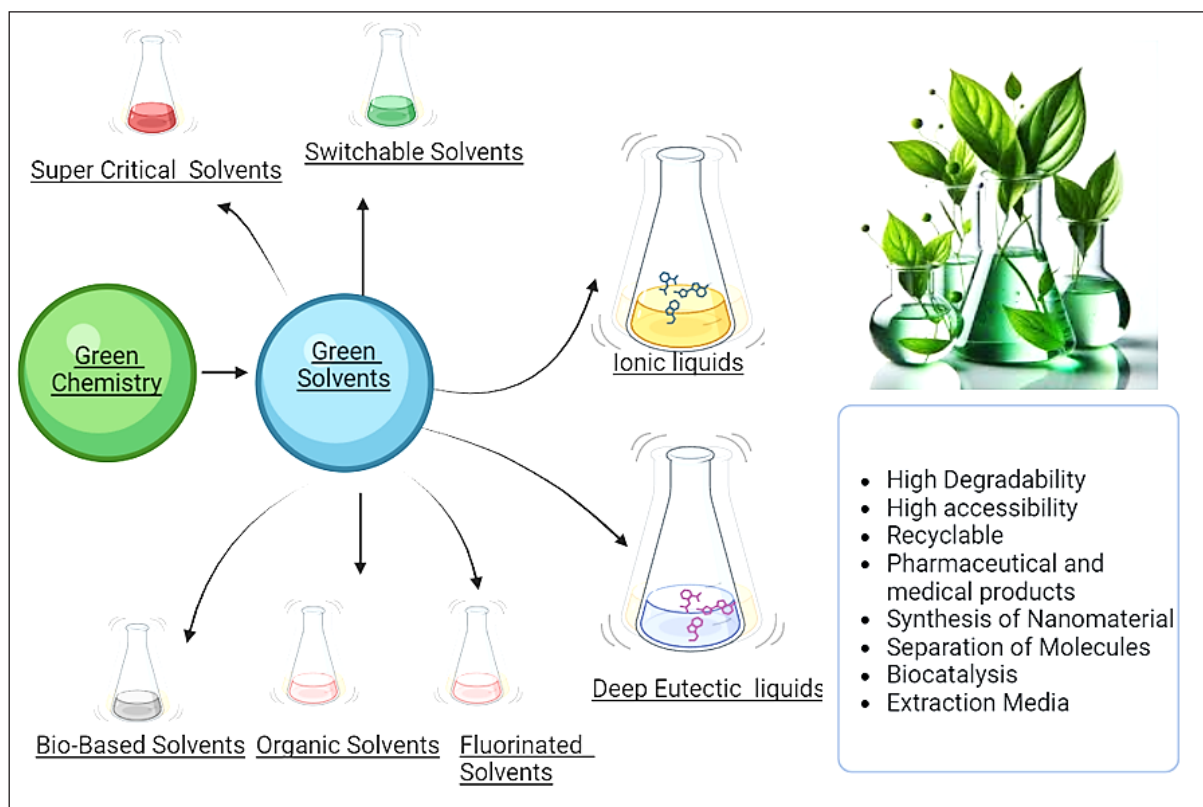 Super Critical  Solvents
Switchable Solvents
Green
Chemistry
Green
Solvents
Ionic liquids
Deep Eutectic  liquids
Bio-Based Solvents
Organic Solvents
Fluorinated
Solvents
• High Degradability
• High accessibility
• Recyclable
• Pharmaceutical and
medical products
• Synthesis of Nanomaterial
• Separation of Molecules
• Biocatalysis
• Extraction Media